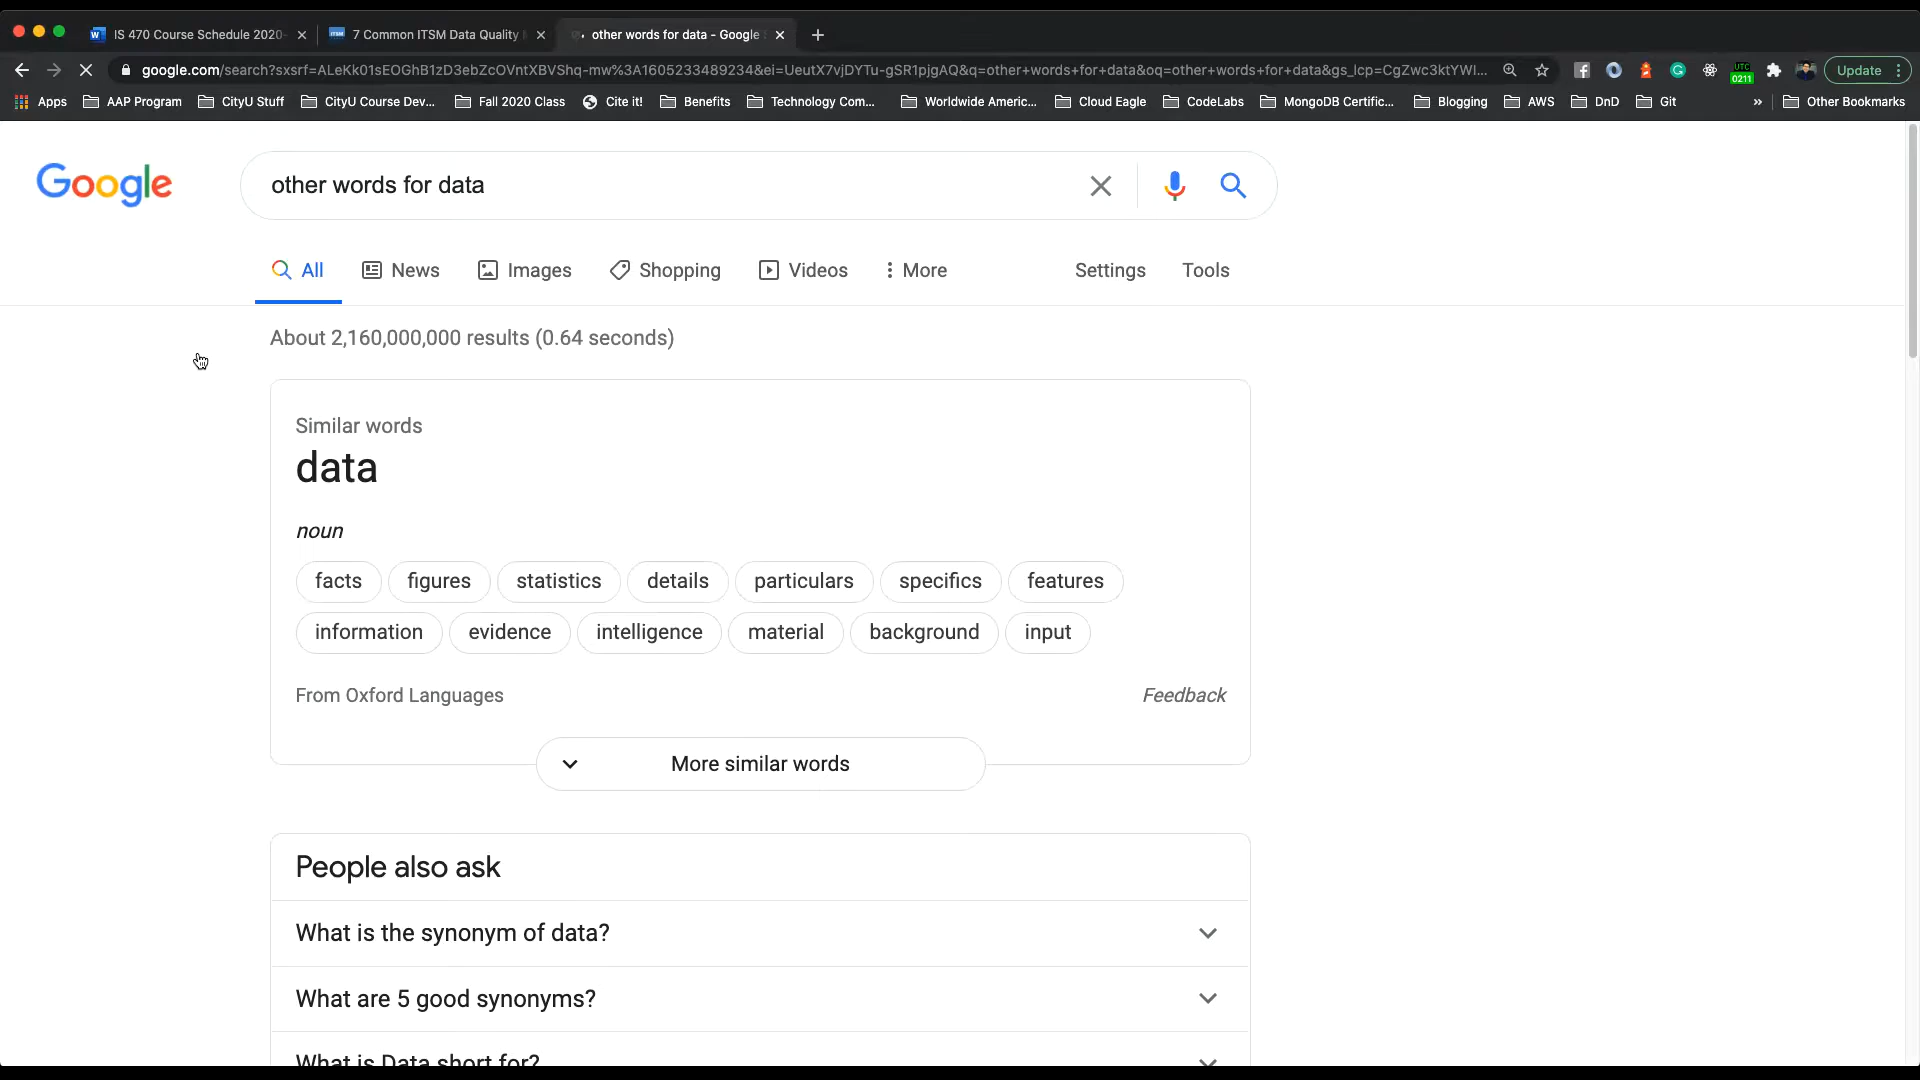 IS 470 Course Schedule 2020-
7 Common ITSM Data Quality
other words for data - Google
google.com/search?sxsrf=ALeKk01sEOGhB1zD3ebZcOVntXBVShq-mw%3A1605233489234&ei=UeutX7vjDYTu-gSR1pjgAQ&q=other+words+for+data&oq=other+words+for+data&gs_lcp=CgZwc3ktYWI...
Update
Apps AAP Program CityU Stuff CityU Course Dev... Fall 2020 Class Cite it! Benefits Technology Com... Worldwide Americ... Cloud Eagle CodeLabs MongoDB Certific... Blogging AWS DnD Git » Other Bookmarks
UTC
0211
Google
other words for data
All News Images Shopping Videos More Settings Tools
About 2,160,000,000 results (0.64 seconds)
Similar words
data
noun
facts figures statistics details particulars specifics features
information evidence intelligence material background input
From Oxford Languages Feedback
More similar words
People also ask
What is the synonym of data?
What are 5 good synonyms?
What is Data short for?